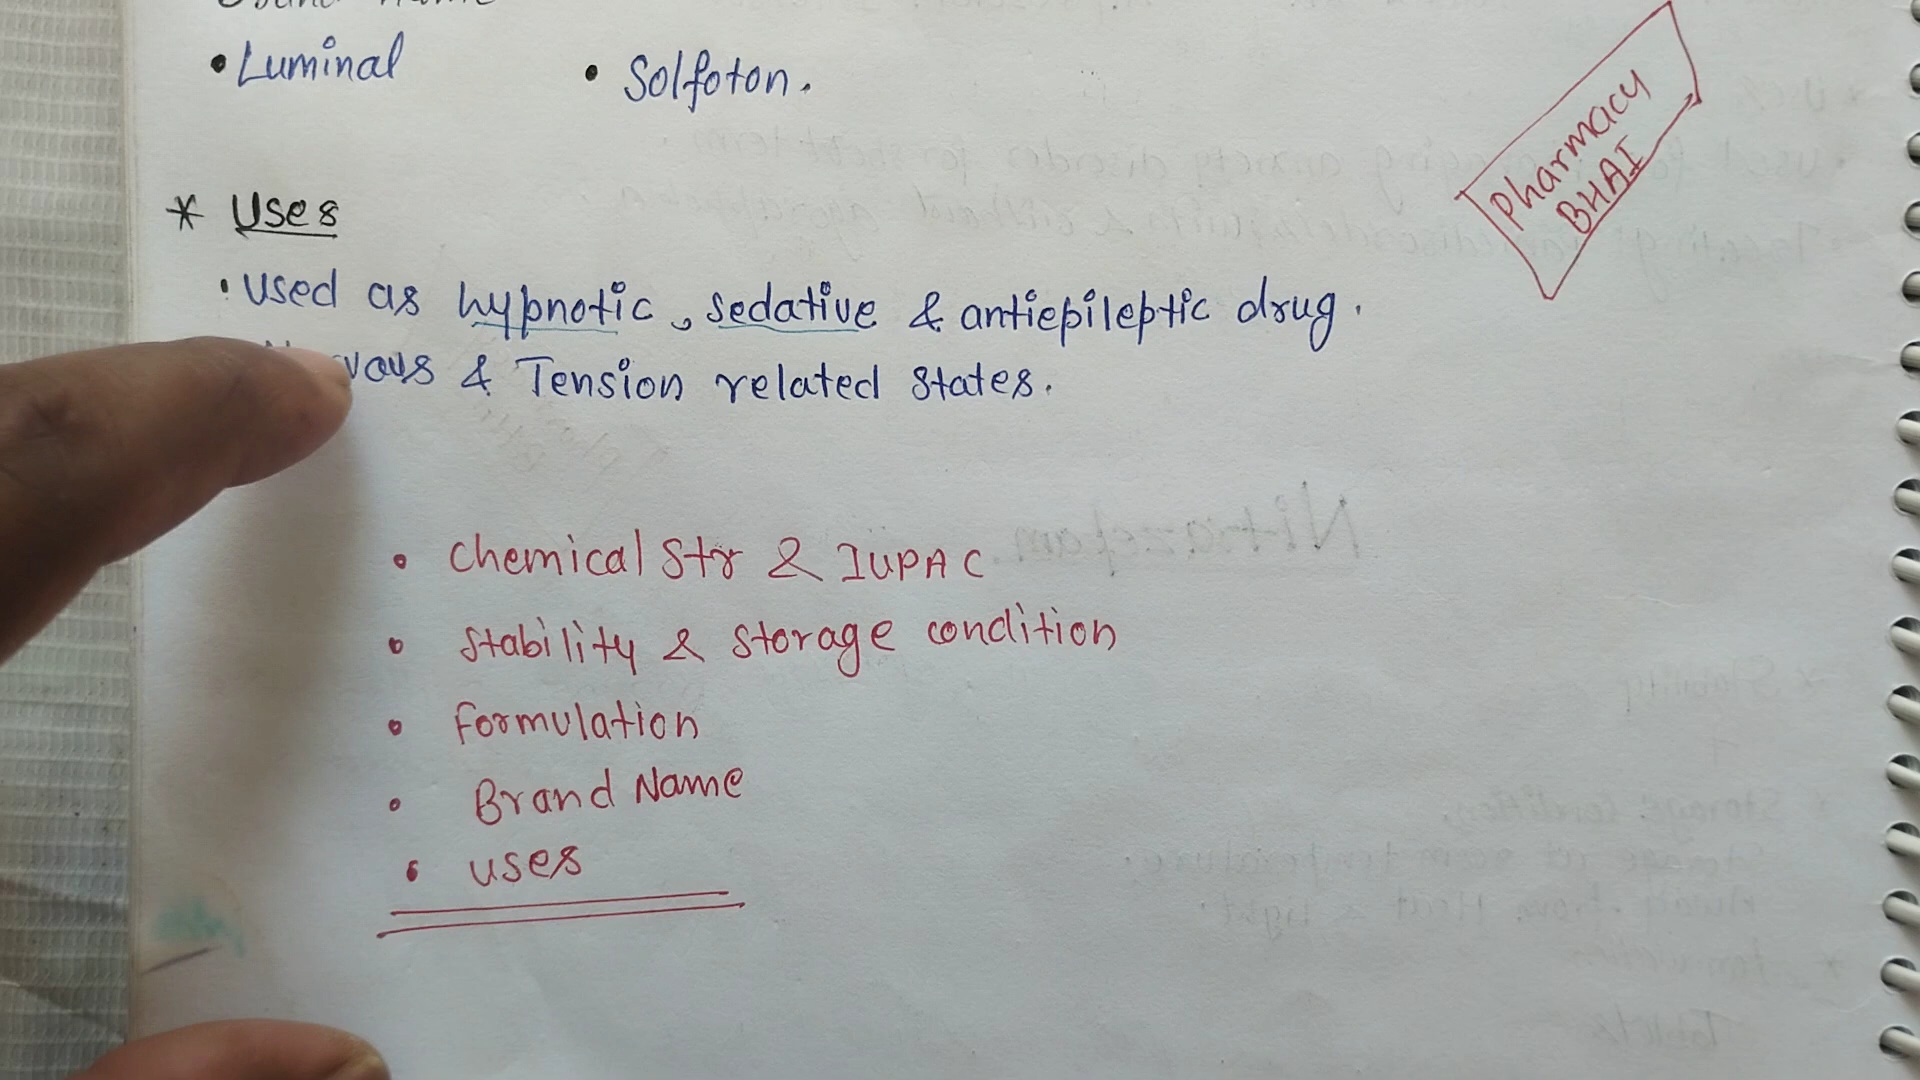 • Luminal • Solfoton.
Pharmacy
BHAI
* Uses
• used as hypnotic, sedative & antiepileptic drug.
& Tension related states.
• Chemical Str & IUPAC
• Stability & Storage condition
• Formulation
• Brand Name
• uses